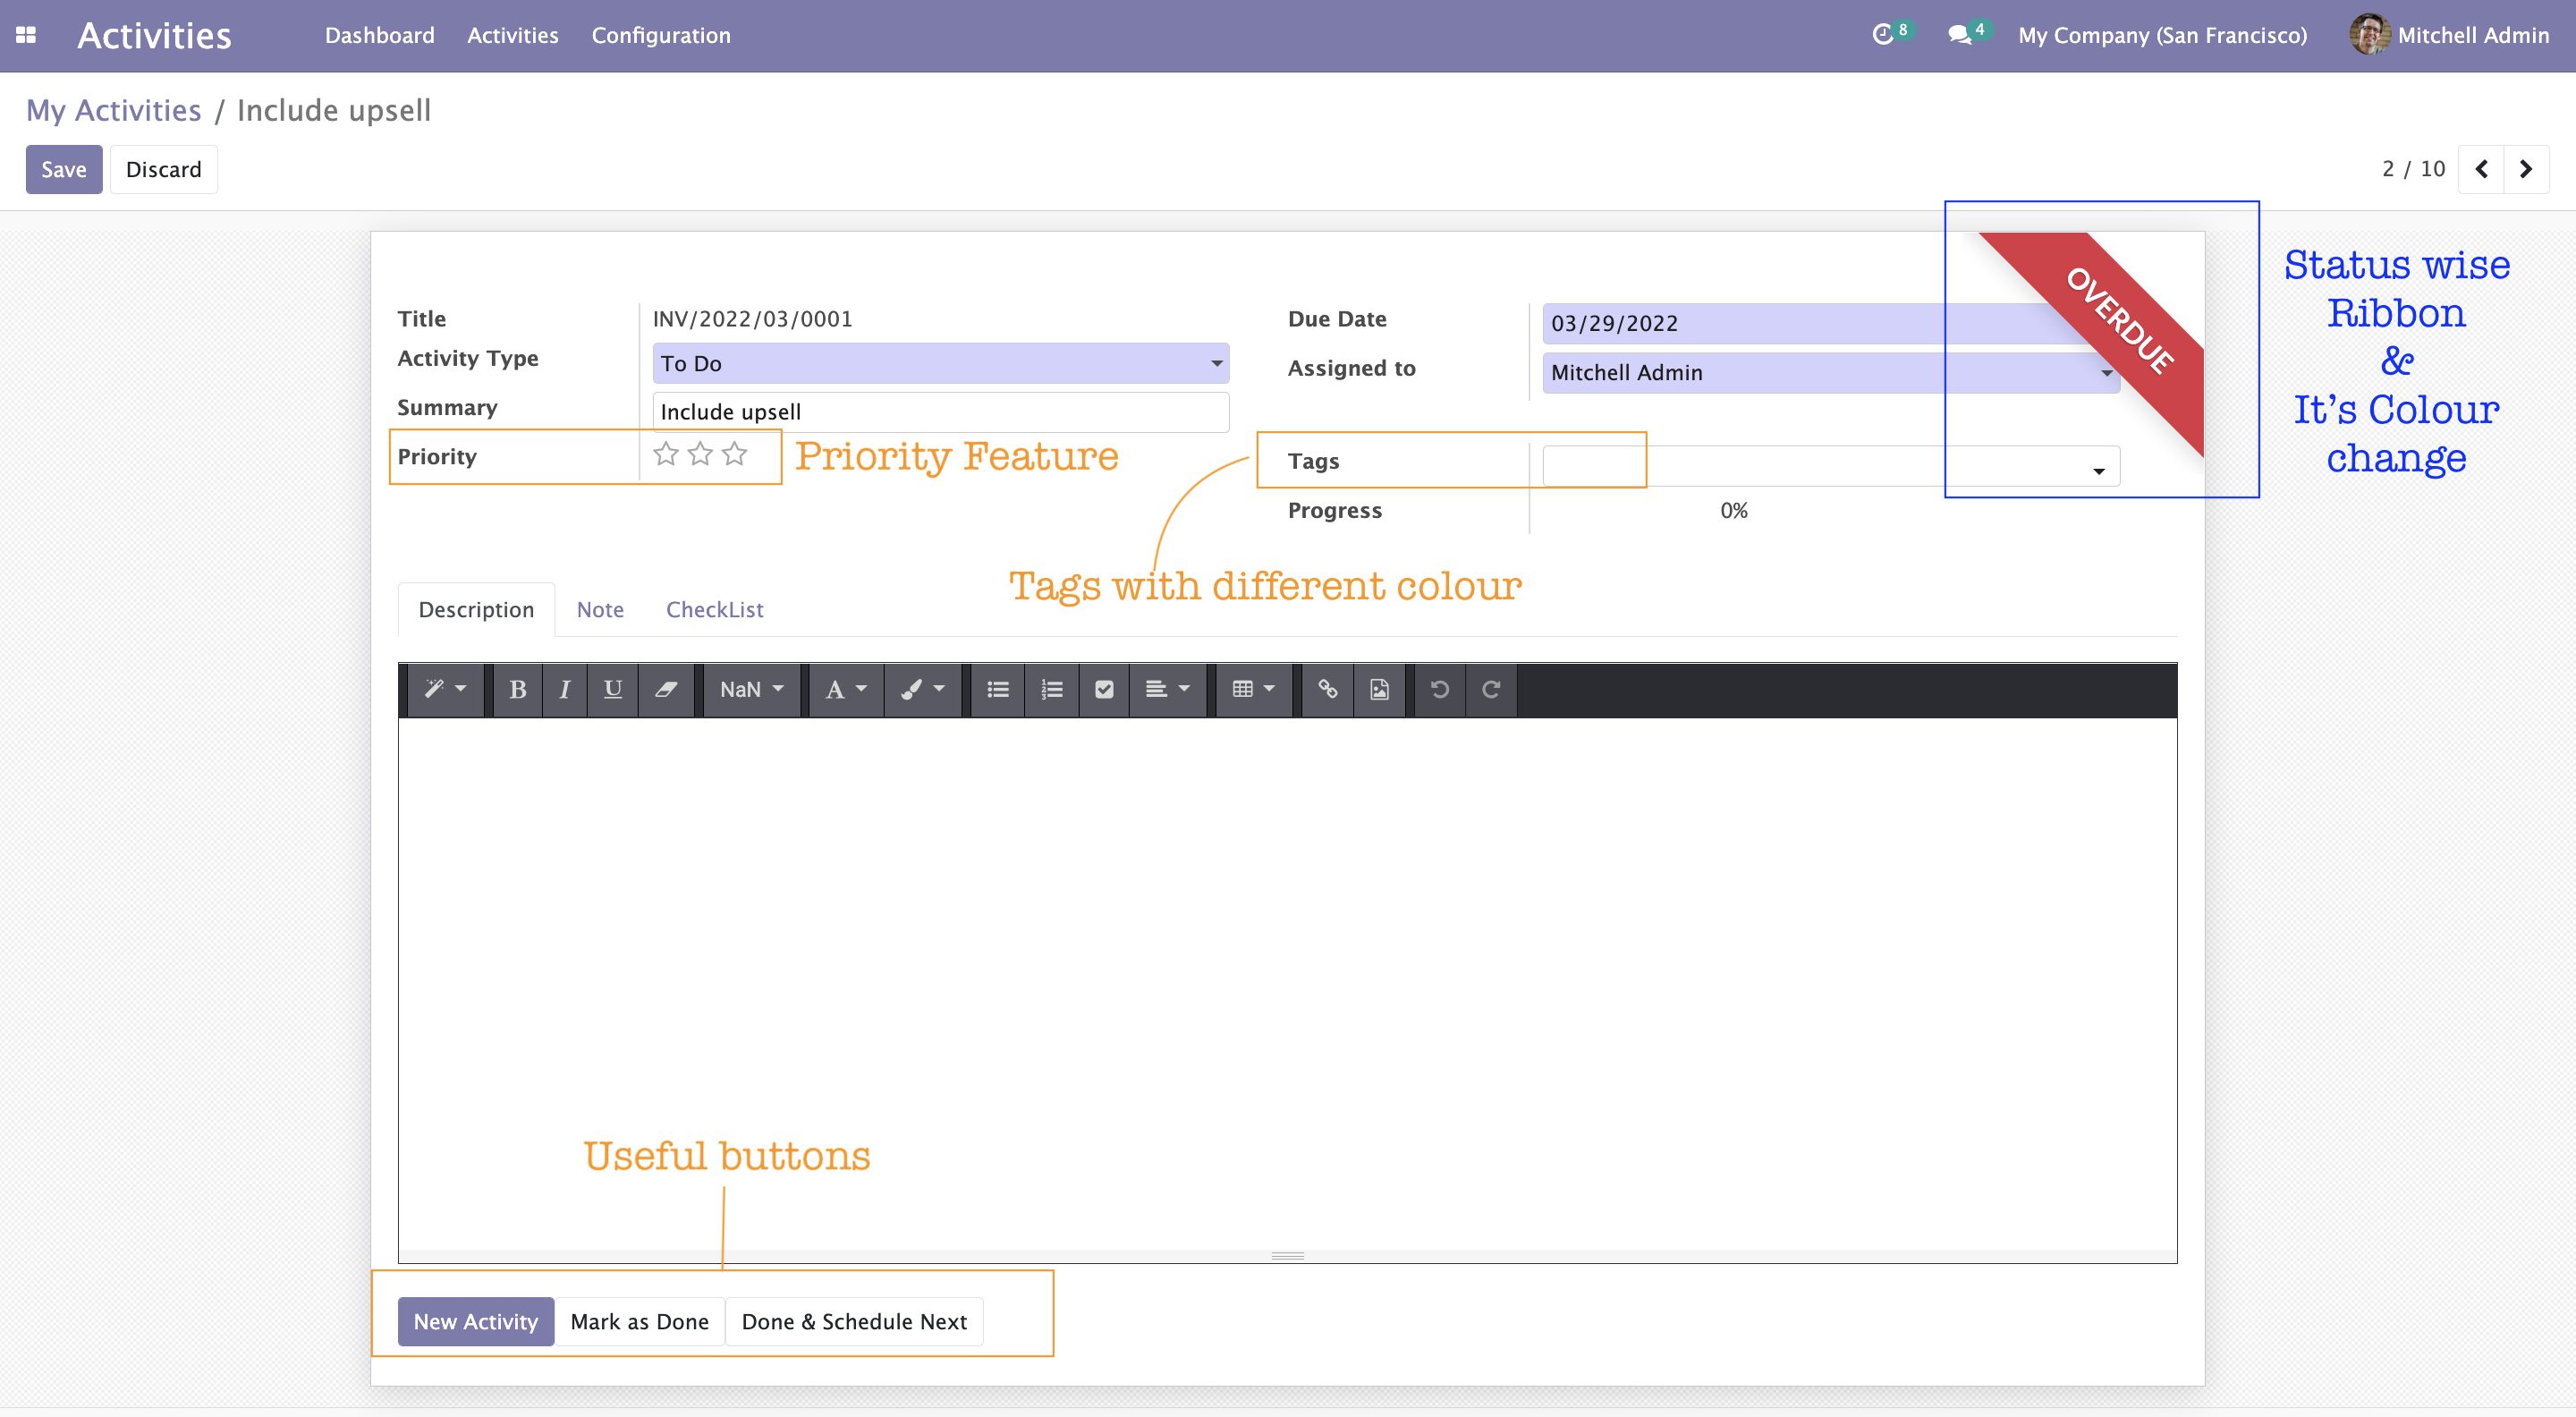 Activities
Dashboard Activities Configuration
8 4 My Company (San Francisco) Mitchell Admin
My Activities / Include upsell
Save Discard
2 / 10
OVERDUE
Status wise
Ribbon
&
It's Colour
change
Title INV/2022/03/0001
Activity Type To Do
Summary Include upsell
Priority
Priority Feature
Due Date 03/29/2022
Assigned to Mitchell Admin
Tags
Progress 0%
Tags with different colour
Description Note CheckList
B I U NaN A
Useful buttons
New Activity Mark as Done Done & Schedule Next